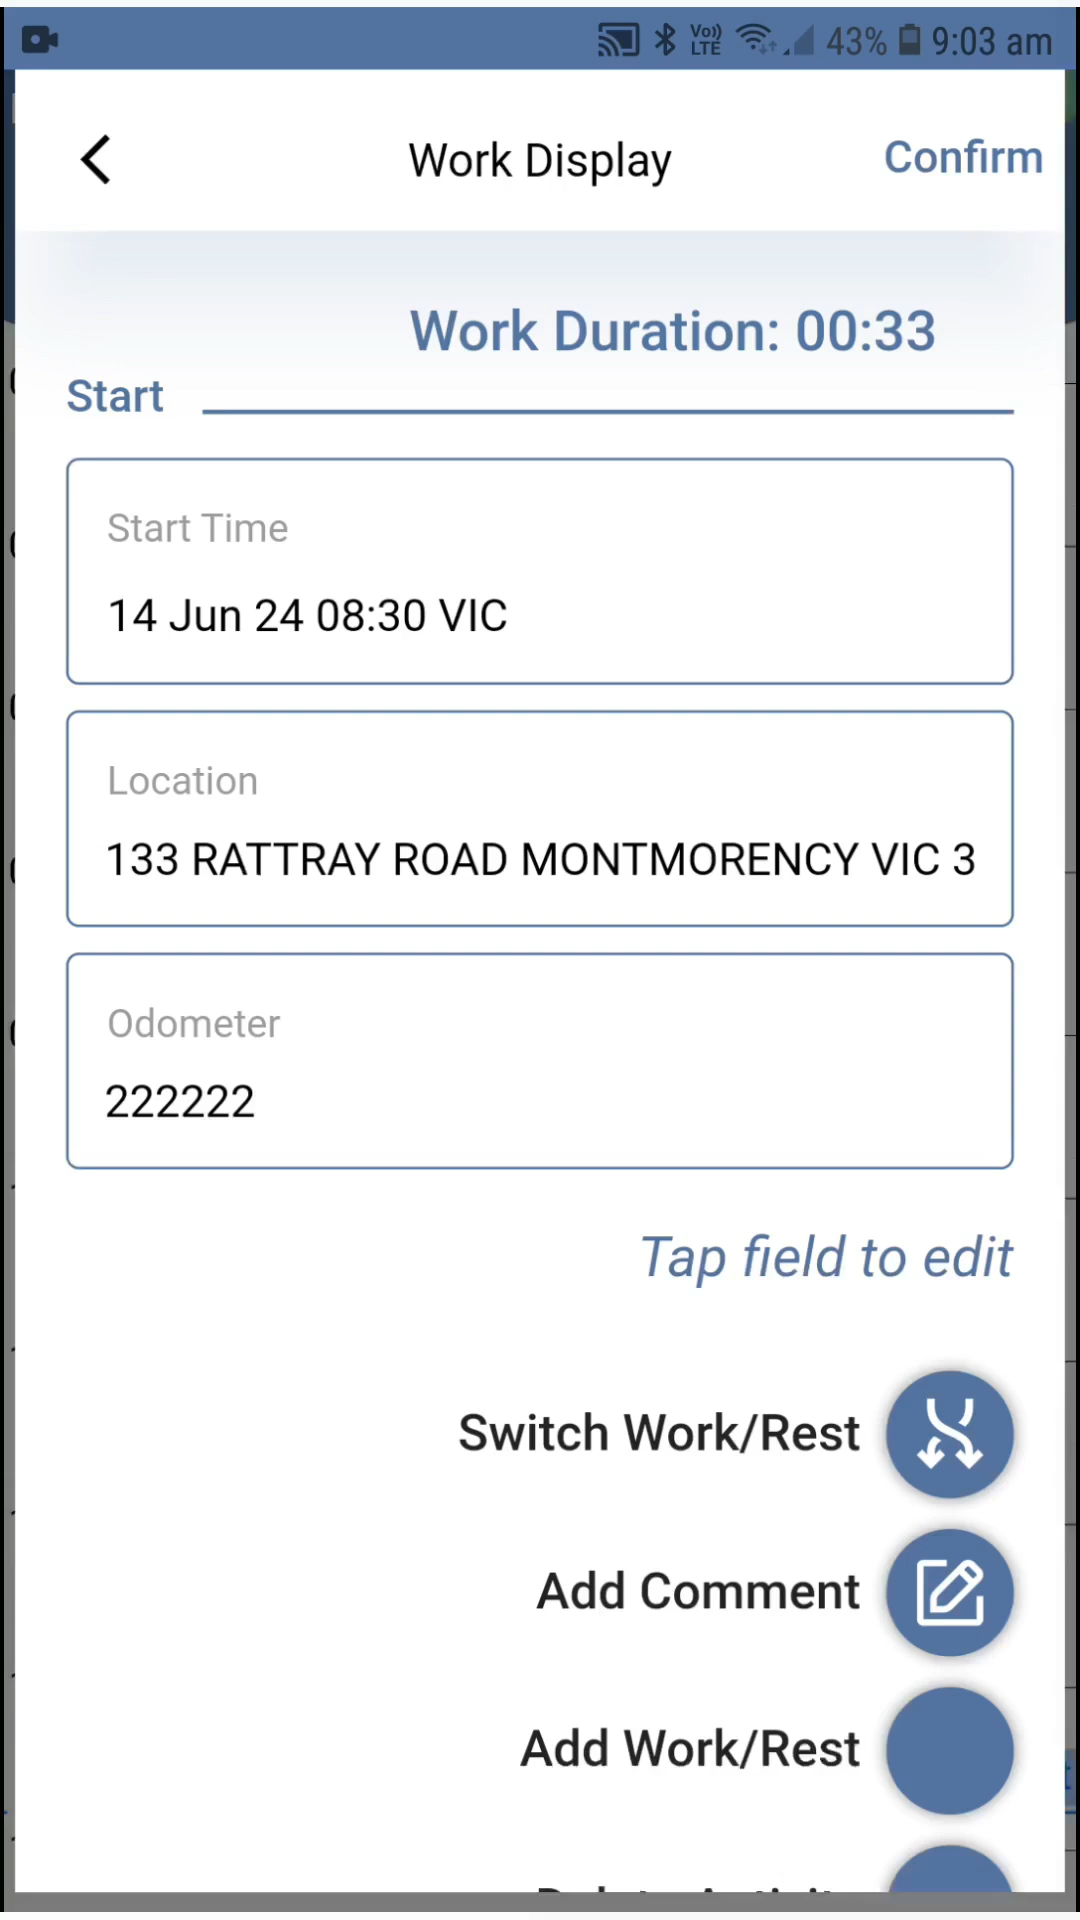 Vo)) LTE 43% 9:03 am
Work Display
Confirm
Work Duration: 00:33
Start
Start Time
14 Jun 24 08:30 VIC
Location
133 RATTRAY ROAD MONTMORENCY VIC 3
Odometer
222222
Tap field to edit
Switch Work/Rest
Add Comment
Add Work/Rest